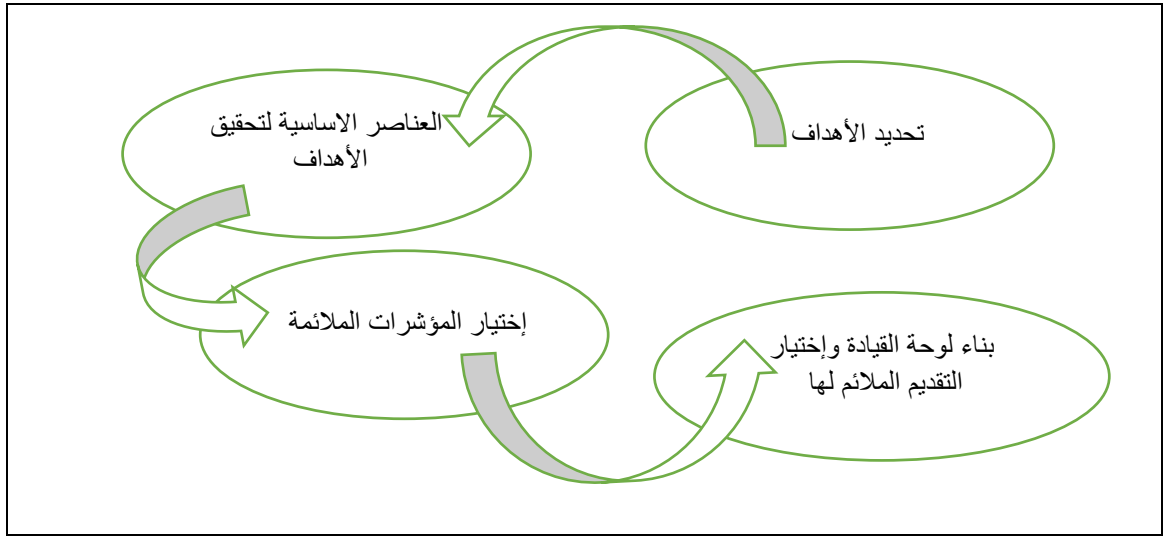 تحديد الأهداف
العناصر الاساسية لتحقيق
الأهداف
إختيار المؤشرات الملائمة
بناء لوحة القيادة وإختيار
التقديم الملائم لها